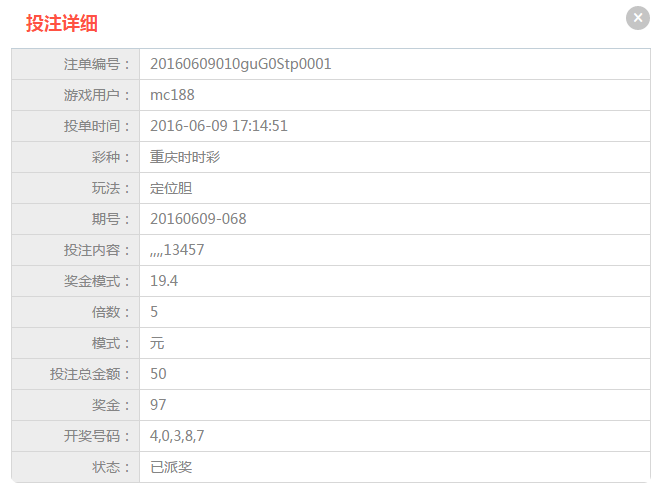 投注详细
注单编号： 20160609010guG0Stp0001
游戏用户： mc188
投单时间： 2016-06-09 17:14:51
彩种： 重庆时时彩
玩法： 定位胆
期号： 20160609-068
投注内容： ,,,,13457
奖金模式： 19.4
倍数： 5
模式： 元
投注总金额： 50
奖金： 97
开奖号码： 4,0,3,8,7
状态： 已派奖